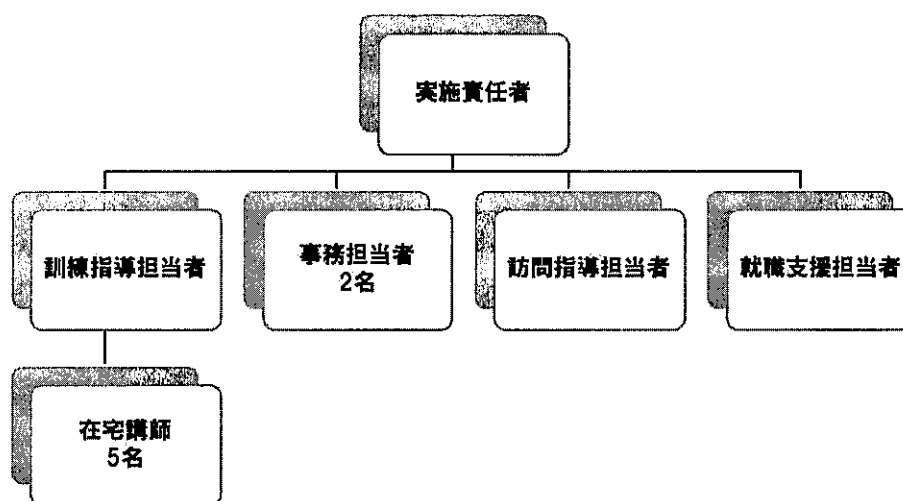 実施責任者
訓練指導担当者
事務担当者
2名
訪問指導担当者
就職支援担当者
在宅講師
5名